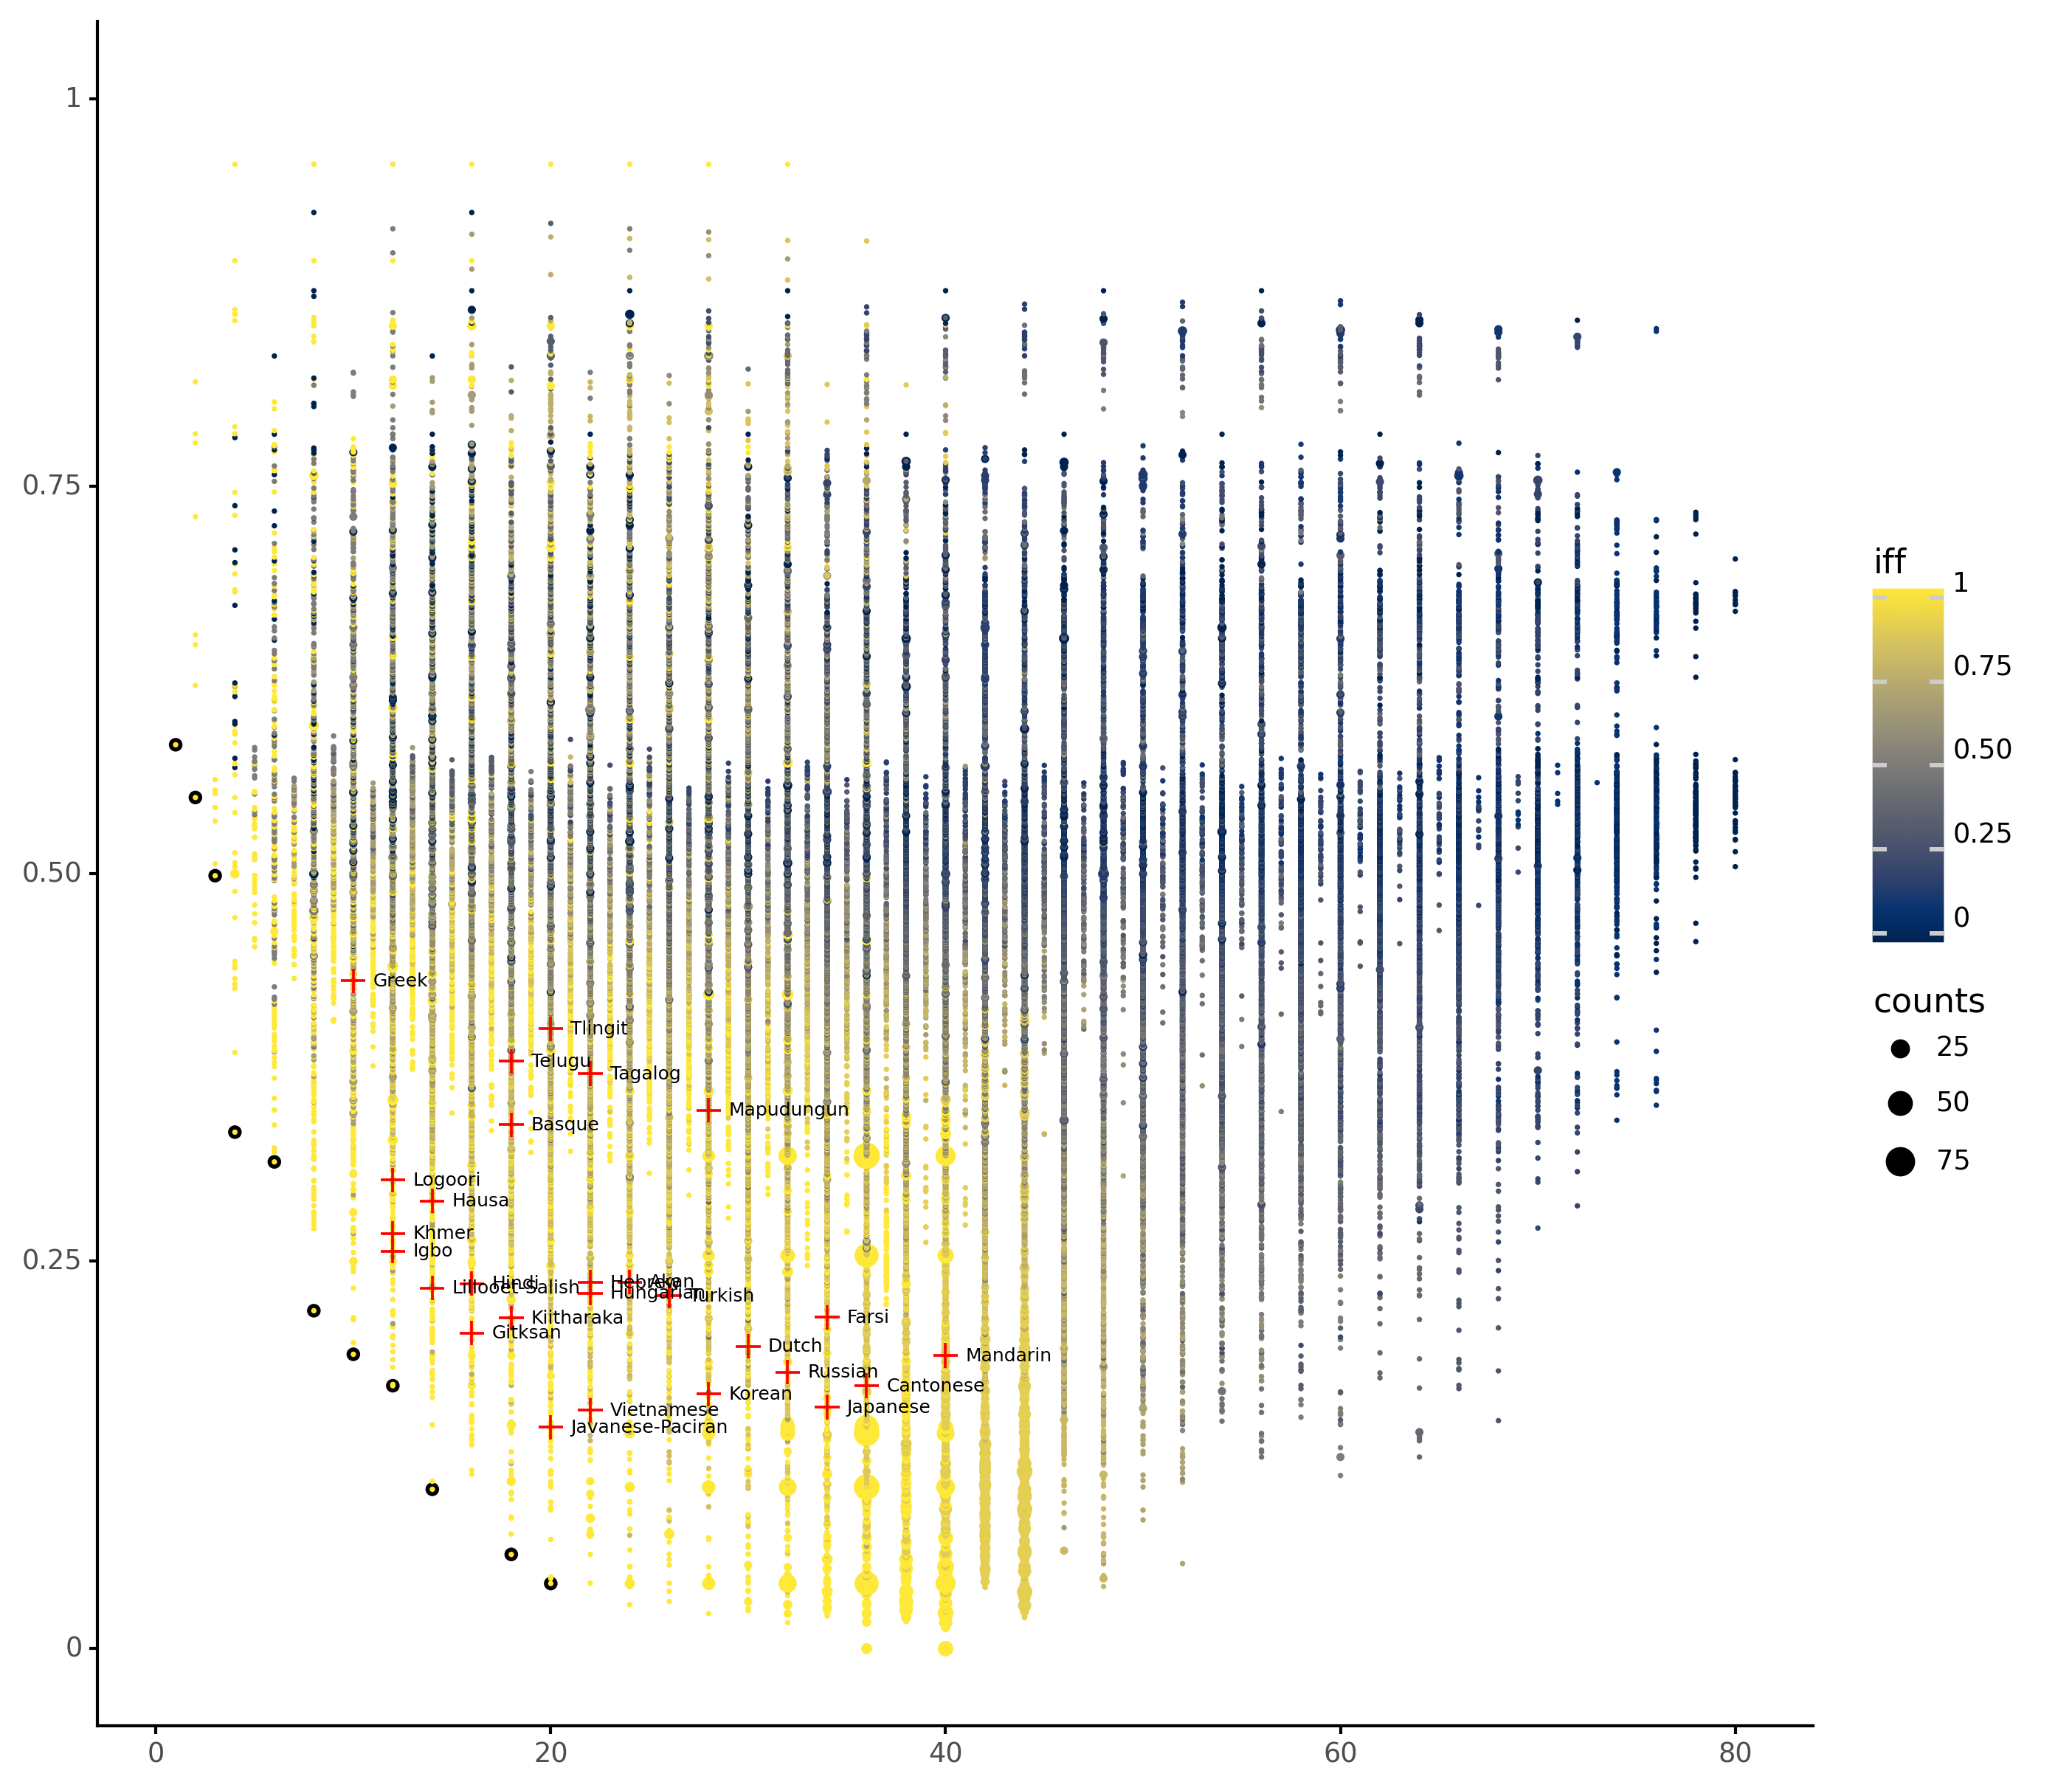 1
0.75
0.50
0.25
0
0
20
40
60
80
Greek
Tlingit
Telugu
Tagalog
Mapudungun
Basque
Logoori
Hausa
Khmer
Igbo
Hindi
Lillooet-Salish
Hebrew
Akan
Hungarian
Turkish
Kiitharaka
Farsi
Gitksan
Dutch
Mandarin
Russian
Cantonese
Korean
Japanese
Vietnamese
Javanese-Paciran
iff
1
0.75
0.50
0.25
0
counts
25
50
75